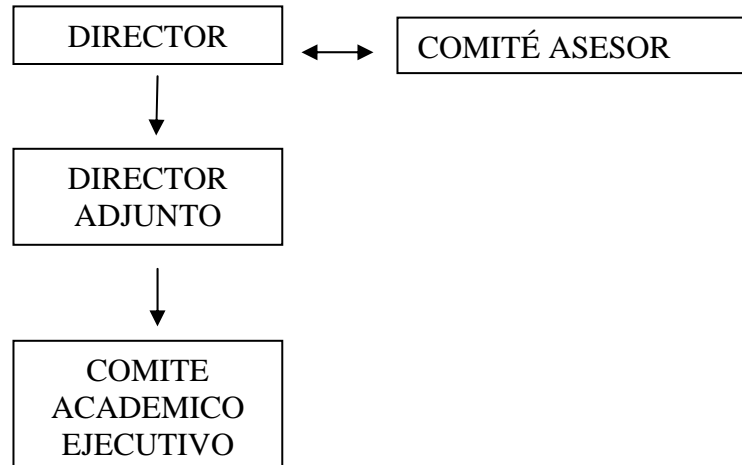 DIRECTOR
COMITÉ ASESOR
DIRECTOR
ADJUNTO
COMITE
ACADEMICO
EJECUTIVO